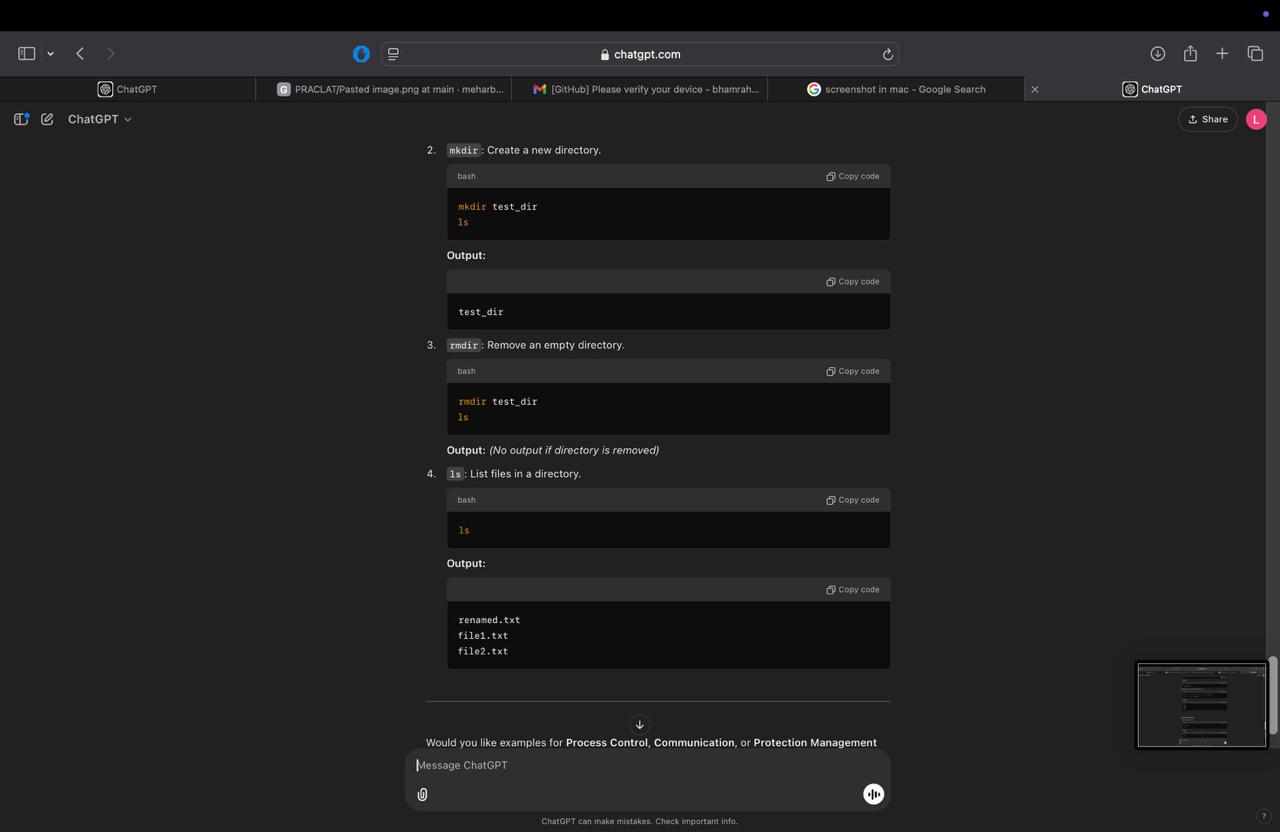 chatgpt.com
ChatGPT
PRACLAT/Pasted image.png at main · meharb...
[GitHub] Please verify your device - bhamrah...
screenshot in mac - Google Search
ChatGPT
ChatGPT
Share
L
2. mkdir: Create a new directory.
bash
Copy code
mkdir test_dir
ls
Output:
Copy code
test_dir
3. rmdir: Remove an empty directory.
bash
Copy code
rmdir test_dir
ls
Output: (No output if directory is removed)
4. ls: List files in a directory.
bash
Copy code
ls
Output:
Copy code
renamed.txt
file1.txt
file2.txt
Would you like examples for Process Control, Communication, or Protection Management
Message ChatGPT
ChatGPT can make mistakes. Check important info.
?